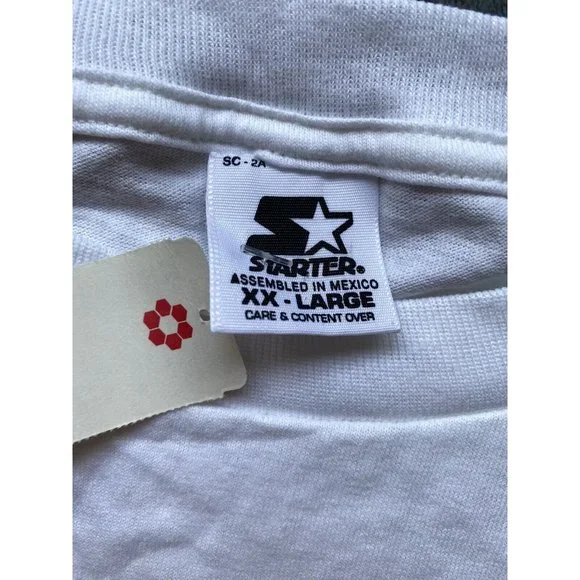 SC - 2A
STARTER®
ASSEMBLED IN MEXICO
XX - LARGE
CARE & CONTENT OVER